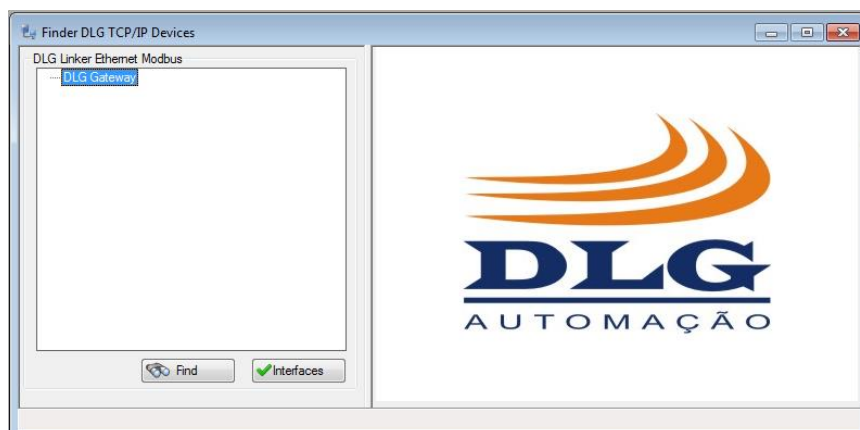 Finder DLG TCP/IP Devices
DLG Linker Ethernet Modbus
DLG Gateway
Find
Interfaces
DLG
AUTOMAÇÃO